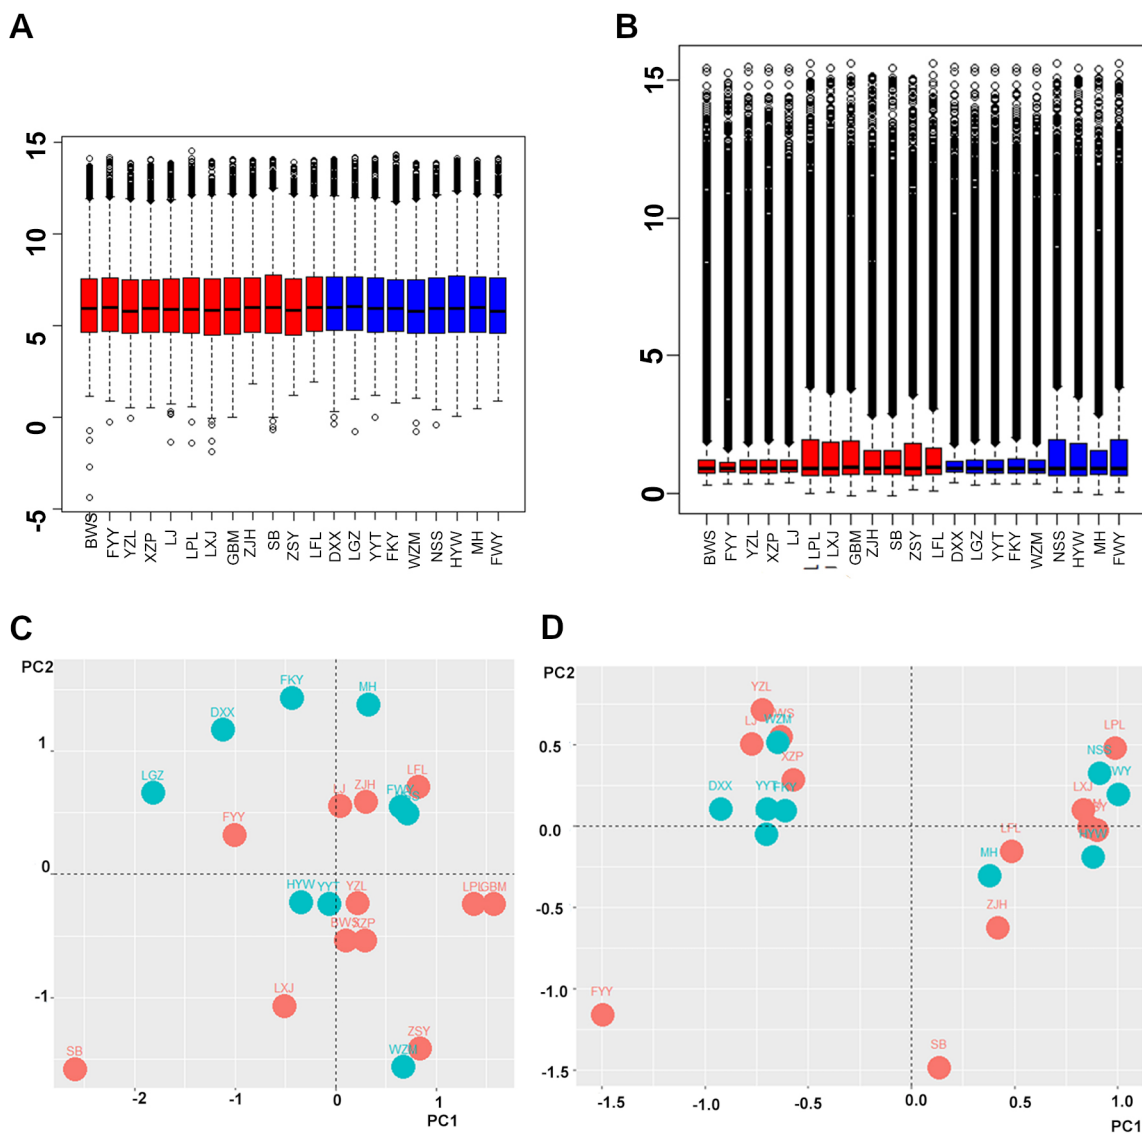 A
B
15
10
5
0
-5
BWS
FYY
YZL
XZP
LJ
LPL
LXJ
GBM
ZJH
SB
ZSY
LFL
DXX
LGZ
YYT
FKY
WZM
NSS
HYW
MH
FWY
15
10
5
0
BWS
FYY
YZL
XZP
LJ
LPL
LXJ
GBM
ZJH
SB
ZSY
LFL
DXX
LGZ
YYT
FKY
WZM
NSS
HYW
MH
FWY
C
PC2
1
0
-1
FKY
MH
DXX
LGZ
LFL
ZJH
FWY
FYY
HYW
YYT
YZL
LPL
GBM
BWS
XZP
LXJ
ZSY
WZM
SB
-2
-1
0
1
PC1
D
PC2
0.5
0.0
-0.5
-1.0
-1.5
YZL
LJ
WZM
XZP
DXX
YYT
FKY
LPL
NSS
LXJ
HYW
LPL
MH
ZJH
FYY
SB
-1.5
-1.0
-0.5
0.0
0.5
1.0
PC1